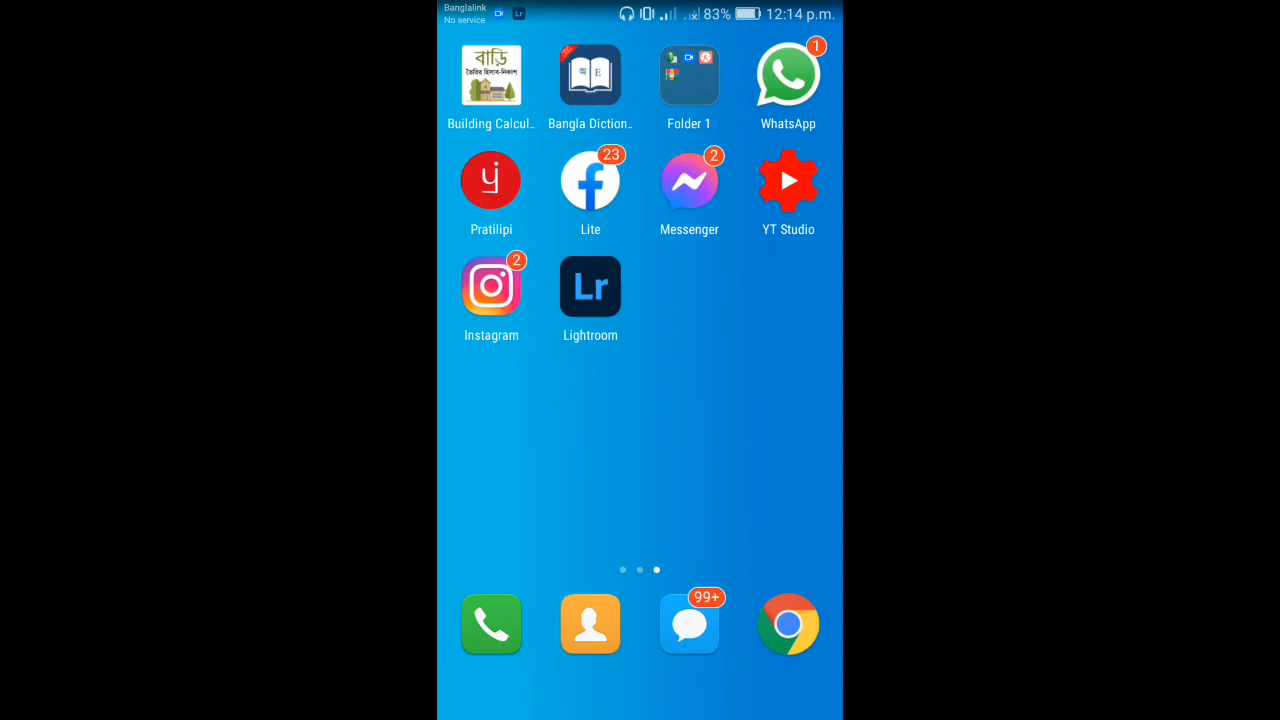 Banglalink
No service
Lr
83%
12:14 p.m.
বাড়ি
তৈরির হিসাব-নিকাশ
অ E
1
Building Calcul..
Bangla Diction..
Folder 1
WhatsApp
23
2
Pratilipi
Lite
Messenger
YT Studio
2
Lr
Instagram
Lightroom
99+